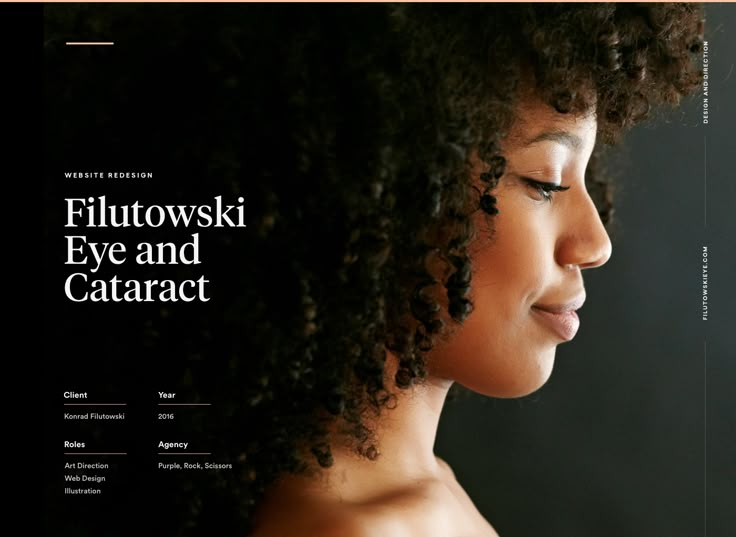 WEBSITE REDESIGN
Filutowski
Eye and
Cataract
Client
Konrad Filutowski
Year
2016
Roles
Art Direction
Web Design
Illustration
Agency
Purple, Rock, Scissors
DESIGN AND DIRECTION
FILUTOWSKIEYE.COM